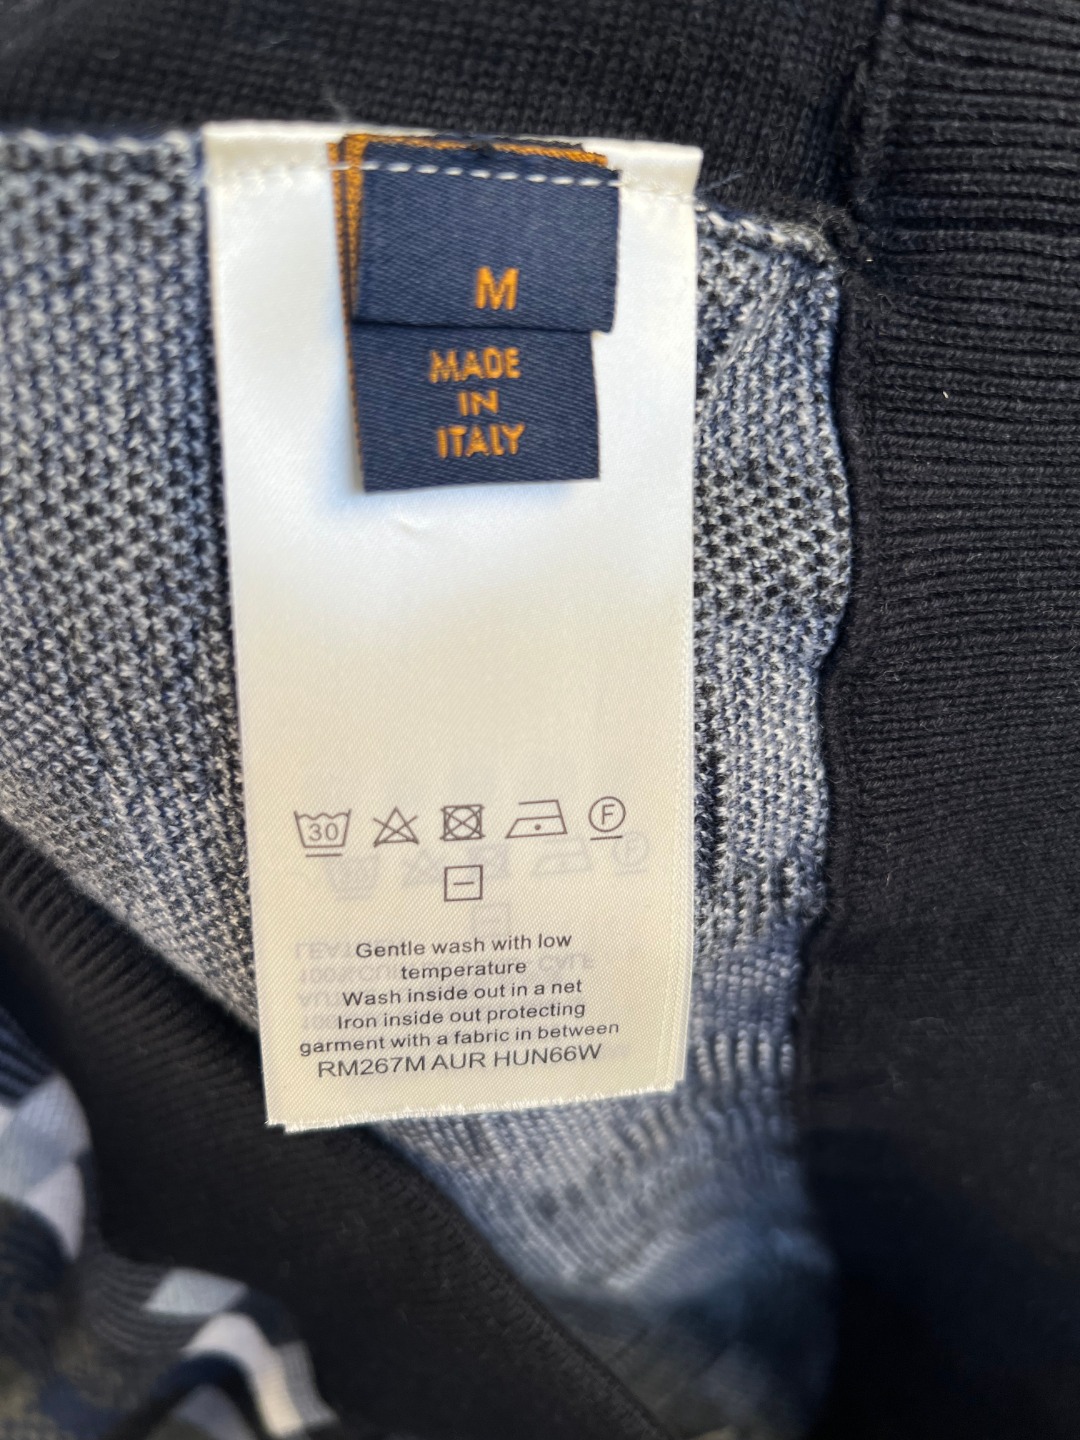 M
MADE
IN
ITALY
30
F
Gentle wash with low
temperature
Wash inside out in a net
Iron inside out protecting
garment with a fabric in between
RM267M AUR HUN66W